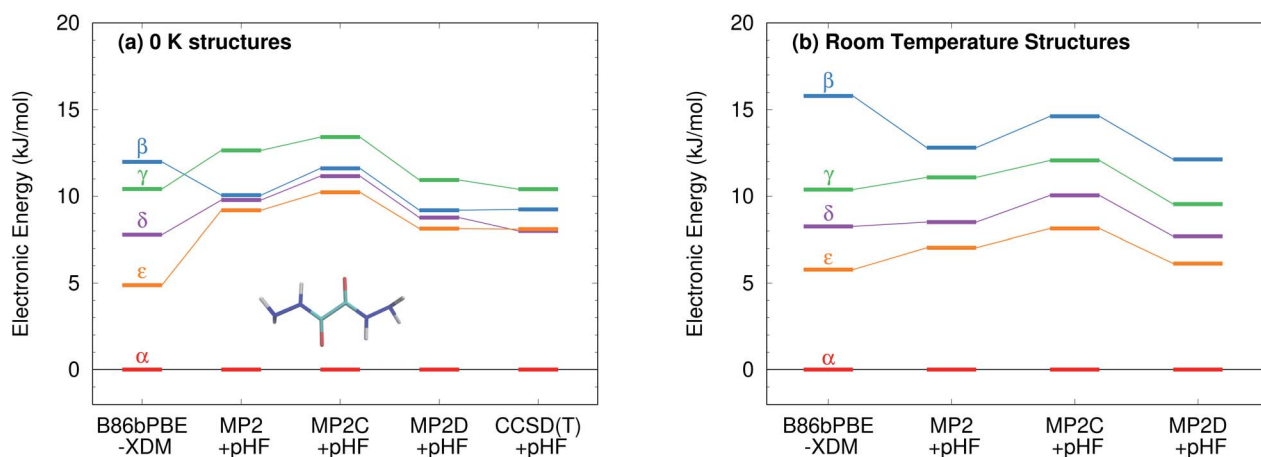 (a) 0 K structures
Electronic Energy (kJ/mol)
20
15
10
5
0
β
γ
δ
ε
α
B86bPBE
-XDM
MP2
+pHF
MP2C
+pHF
MP2D
+pHF
CCSD(T)
+pHF
(b) Room Temperature Structures
Electronic Energy (kJ/mol)
20
15
10
5
0
β
γ
δ
ε
α
B86bPBE
-XDM
MP2
+pHF
MP2C
+pHF
MP2D
+pHF